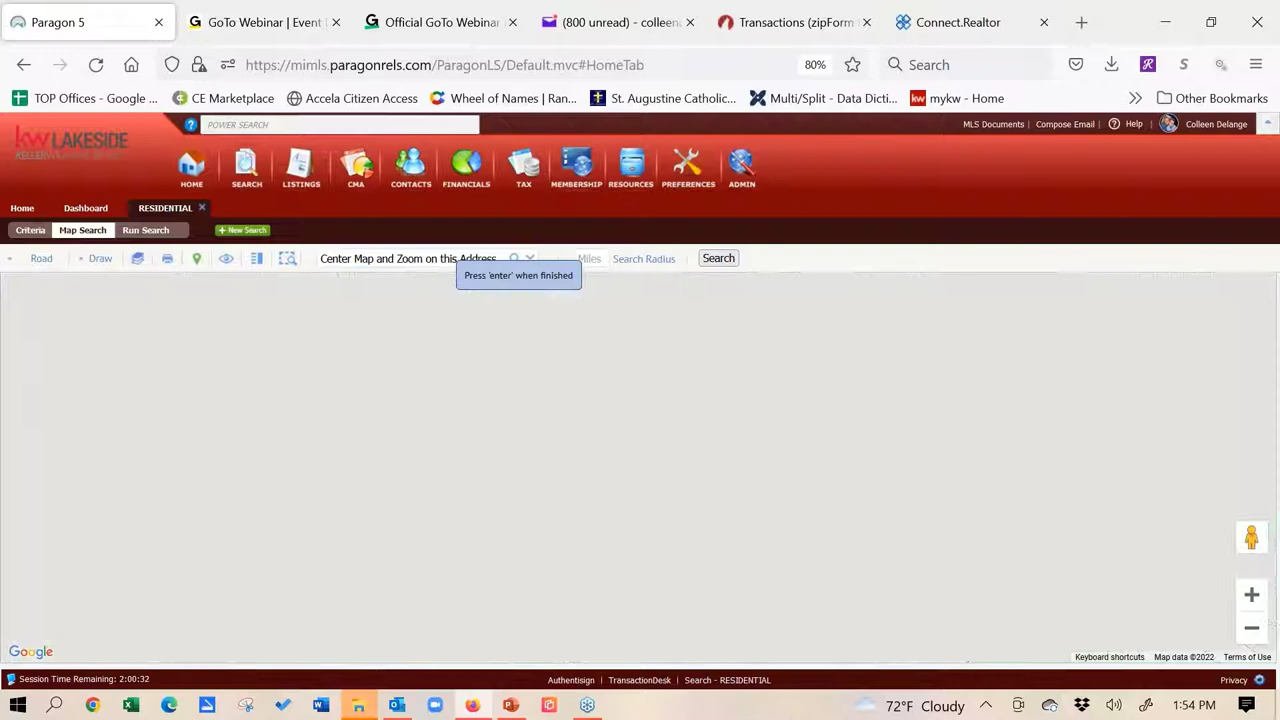 Paragon 5
GoTo Webinar | Event
Official GoTo Webinar
(800 unread) - colleen
Transactions (zipForm
Connect.Realtor
https://mimls.paragonrels.com/ParagonLS/Default.mvc#HomeTab
80%
Search
TOP Offices - Google ...
CE Marketplace
Accela Citizen Access
Wheel of Names | Ran...
St. Augustine Catholic...
Multi/Split - Data Dict...
mykw - Home
Other Bookmarks
kw LAKESIDE
POWER SEARCH
MLS Documents | Compose Email | Help | Colleen Delange
HOME
SEARCH
LISTINGS
CMA
CONTACTS
FINANCIALS
TAX
MEMBERSHIP
RESOURCES
PREFERENCES
ADMIN
Home
Dashboard
RESIDENTIAL
Criteria
Map Search
Run Search
+ New Search
Road
Draw
Center Map and Zoom on this Address
Miles
Search Radius
Search
Press 'enter' when finished
Google
Keyboard shortcuts
Map data ©2022
Terms of Use
Session Time Remaining: 2:00:32
Authentisign | TransactionDesk | Search - RESIDENTIAL
Privacy
72°F Cloudy
1:54 PM